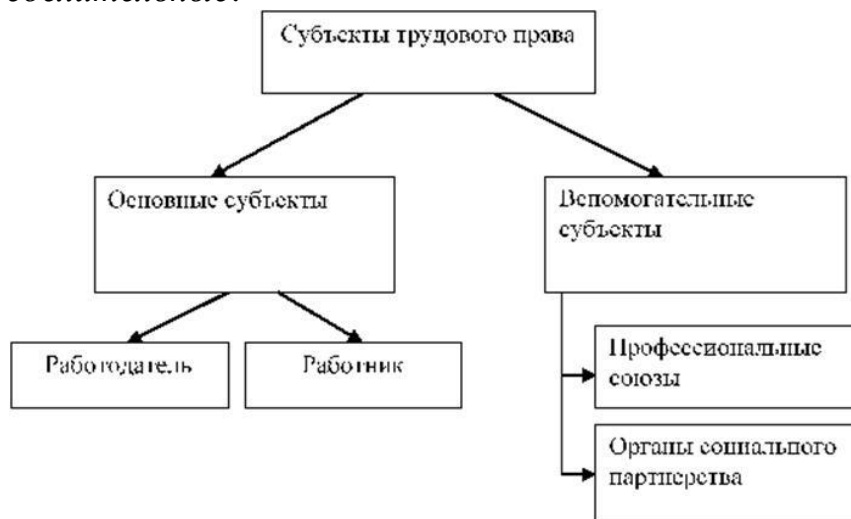 Субъекты трудового права
Основные субъекты
Вспомогательные
субъекты
Работодатель
Работник
Профессиональные
союзы
Органы социального
партнерства